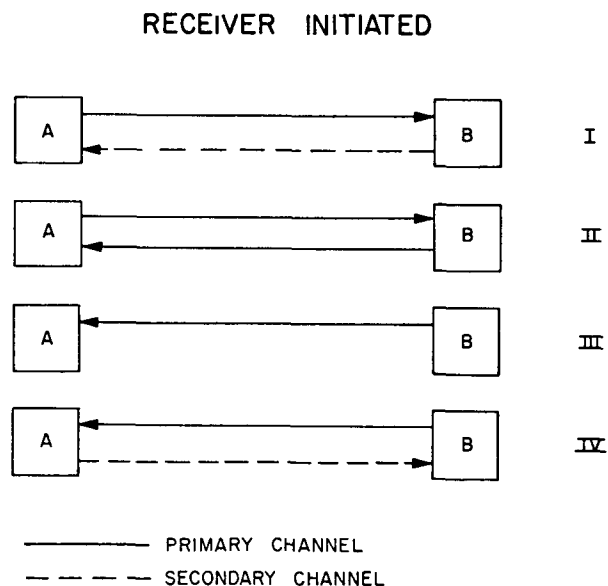 RECEIVER INITIATED
A B I
A B II
A B III
A B IV
PRIMARY CHANNEL
SECONDARY CHANNEL